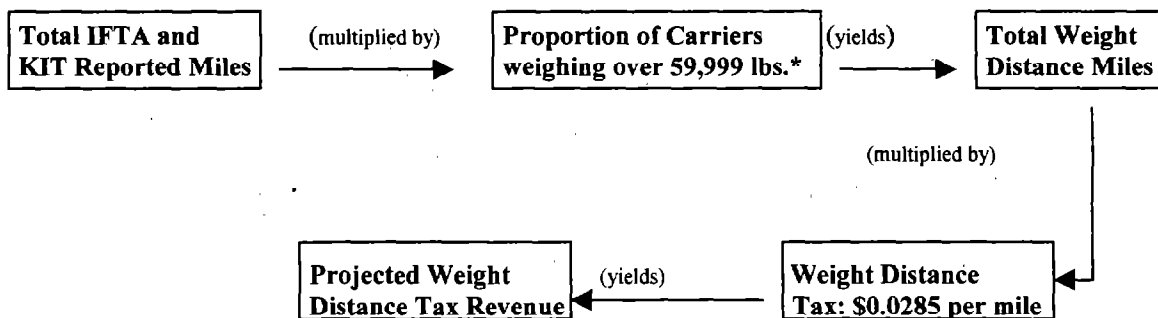 Total IFTA and
KIT Reported Miles
(multiplied by)
Proportion of Carriers
weighing over 59,999 lbs.*
(yields)
Total Weight
Distance Miles
(multiplied by)
Weight Distance
Tax: $0.0285 per mile
(yields)
Projected Weight
Distance Tax Revenue